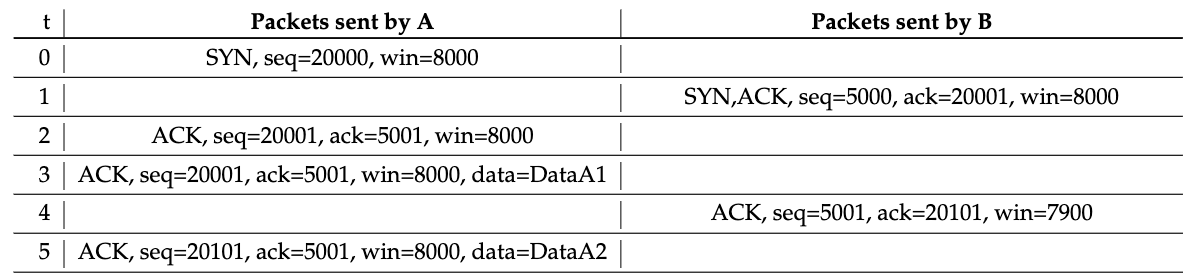 t Packets sent by A Packets sent by B
0 SYN, seq=20000, win=8000
1 SYN,ACK, seq=5000, ack=20001, win=8000
2 ACK, seq=20001, ack=5001, win=8000
3 ACK, seq=20001, ack=5001, win=8000, data=DataA1
4 ACK, seq=5001, ack=20101, win=7900
5 ACK, seq=20101, ack=5001, win=8000, data=DataA2